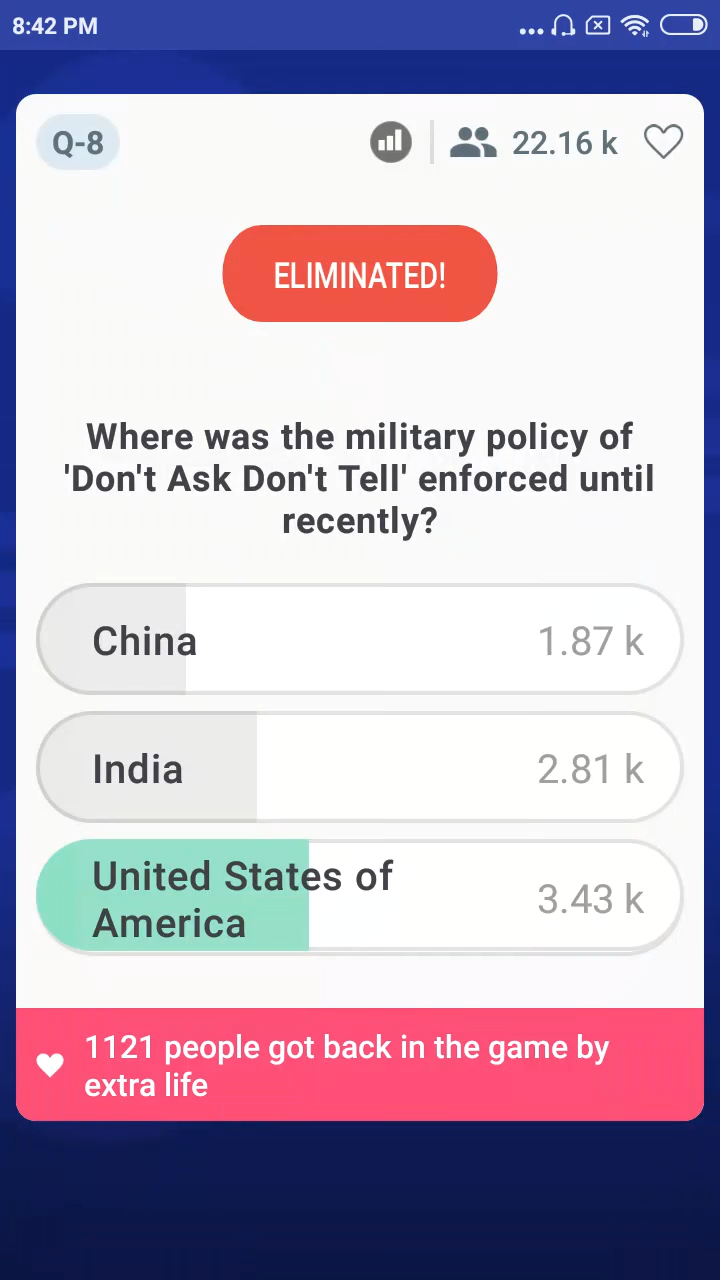 8:42 PM
Q-8
22.16 k
ELIMINATED!
Where was the military policy of
'Don't Ask Don't Tell' enforced until
recently?
China
1.87 k
India
2.81 k
United States of
America
3.43 k
1121 people got back in the game by
extra life